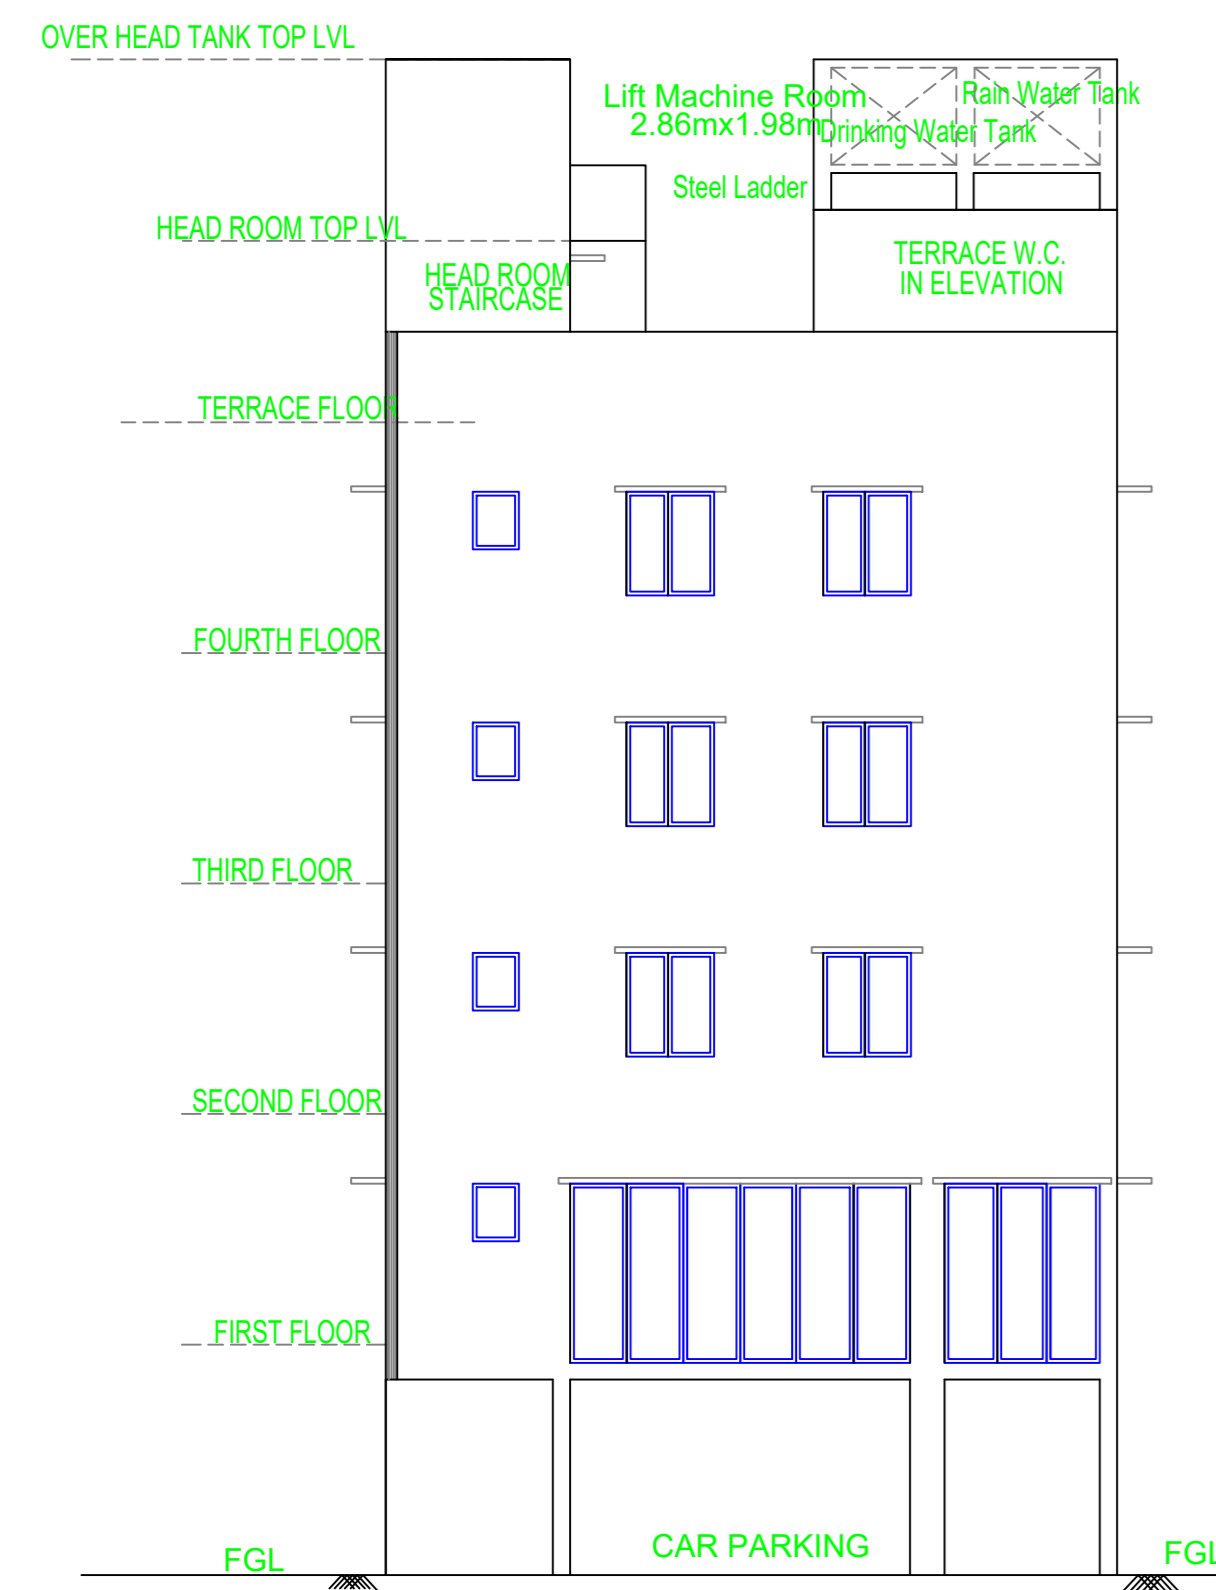 OVER HEAD TANK TOP LVL
Lift Machine Room
2.86mx1.98m
Rain Water Tank
Drinking Water Tank
Steel Ladder
HEAD ROOM TOP LVL
HEAD ROOM
STAIRCASE
TERRACE W.C.
IN ELEVATION
TERRACE FLOOR
FOURTH FLOOR
THIRD FLOOR
SECOND FLOOR
FIRST FLOOR
CAR PARKING
FGL
FGL